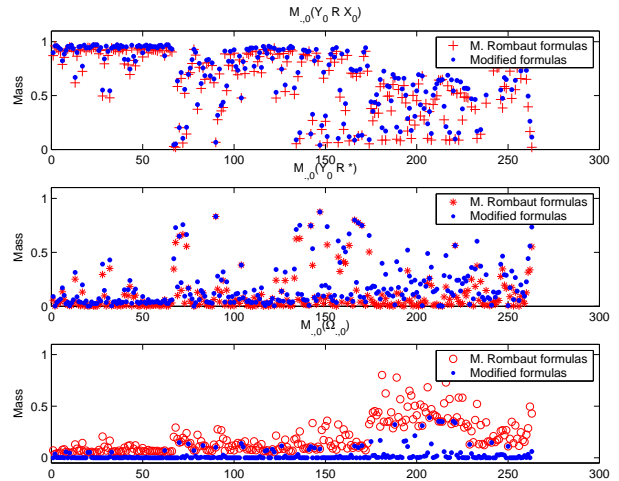 M.,0(Y0 R X0)
1
0.5
0
Mass
M. Rombaut formulas
Modified formulas
0 50 100 150 200 250 300
M.,0(Y0 R *)
1
0.5
0
Mass
M. Rombaut formulas
Modified formulas
0 50 100 150 200 250 300
M.,0(Ω.,0)
1
0.5
0
Mass
M. Rombaut formulas
Modified formulas
0 50 100 150 200 250 300